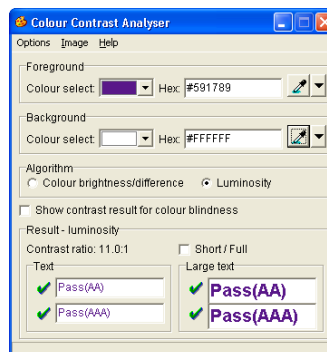 Colour Contrast Analyser
Options Image Help
Foreground
Colour select: Hex: #591789
Background
Colour select: Hex: #FFFFFF
Algorithm
Colour brightness/difference Luminosity
Show contrast result for colour blindness
Result - luminosity
Contrast ratio: 11.0:1 Short / Full
Text Large text
Pass(AA) Pass(AA)
Pass(AAA) Pass(AAA)